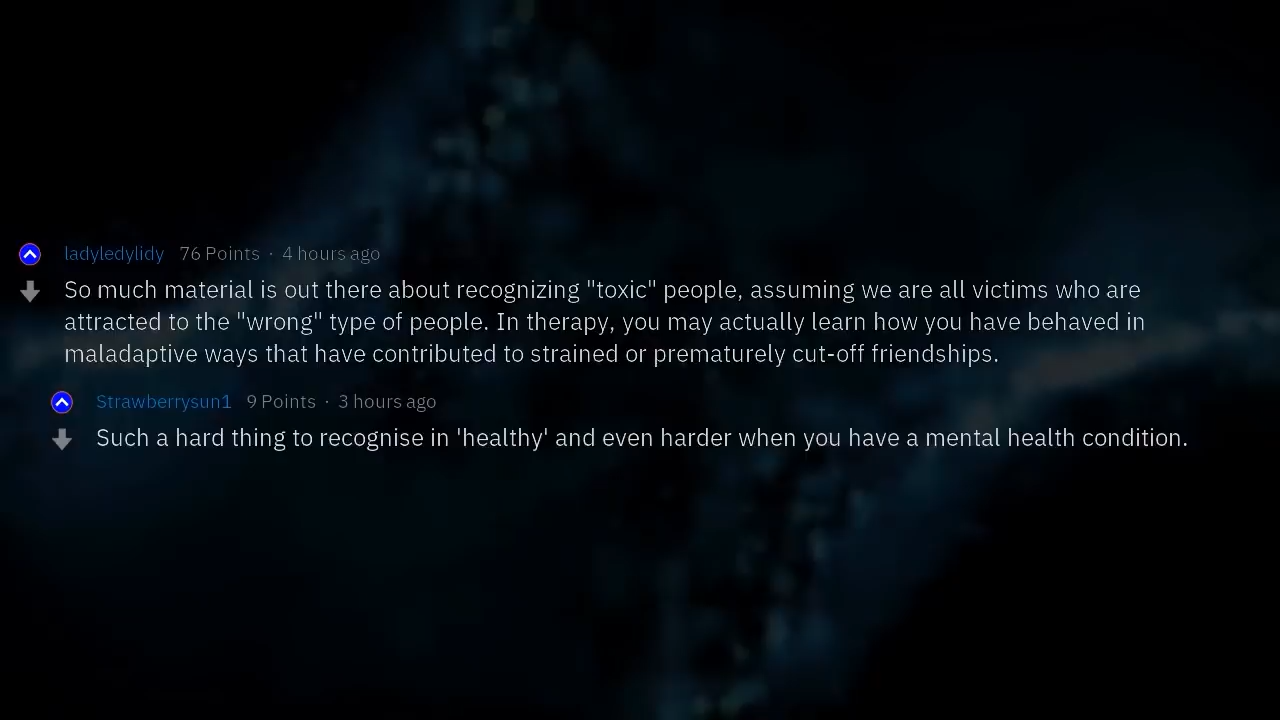 ladyledylidy 76 Points · 4 hours ago
So much material is out there about recognizing "toxic" people, assuming we are all victims who are
attracted to the "wrong" type of people. In therapy, you may actually learn how you have behaved in
maladaptive ways that have contributed to strained or prematurely cut-off friendships.
Strawberrysun1 9 Points · 3 hours ago
Such a hard thing to recognise in 'healthy' and even harder when you have a mental health condition.